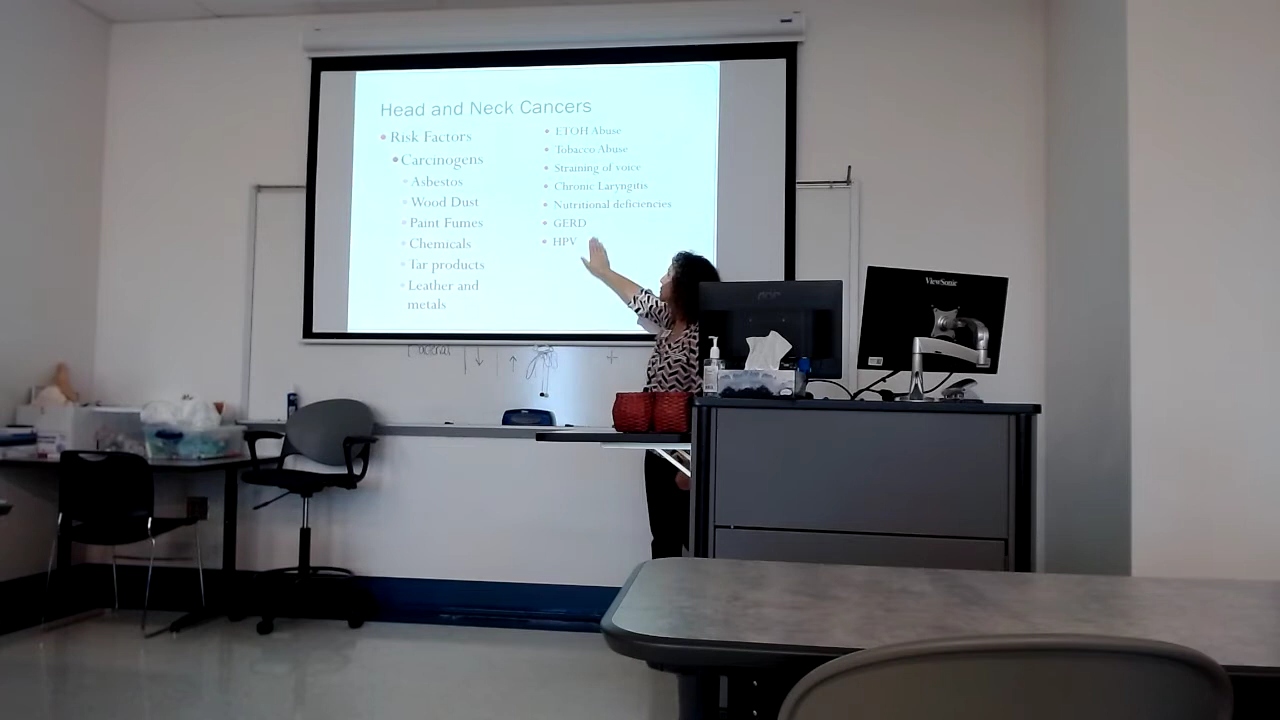 Head and Neck Cancers
Risk Factors
Carcinogens
Asbestos
Wood Dust
Paint Fumes
Chemicals
Tar products
Leather and
metals
ETOH Abuse
Tobacco Abuse
Straining of voice
Chronic Laryngitis
Nutritional deficiencies
GERD
HPV
ViewSonic